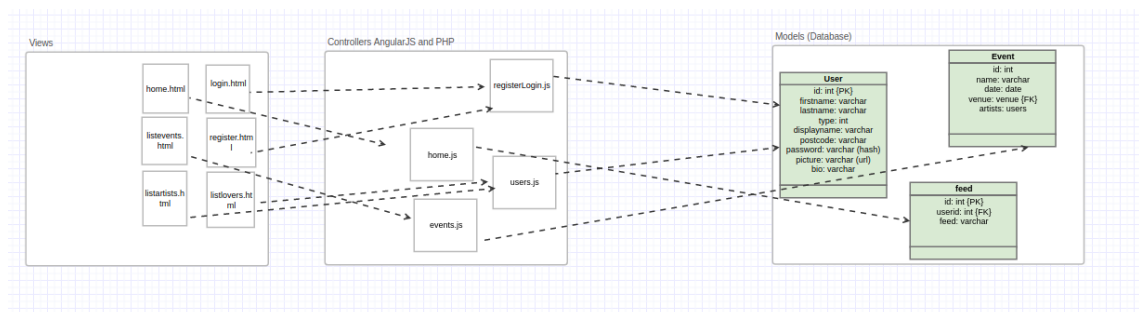 Views
home.html
login.html
listevents.
html
register.htm
l
listartists.h
tml
listlovers.ht
ml
Controllers AngularJS and PHP
registerLogin.js
home.js
users.js
events.js
Models (Database)
User
id: int {PK}
firstname: varchar
lastname: varchar
type: int
displayname: varchar
postcode: varchar
password: varchar (hash)
picture: varchar (url)
bio: varchar
Event
id: int
name: varchar
date: date
venue: venue {FK}
artists: users
feed
id: int {PK}
userid: int {FK}
feed: varchar